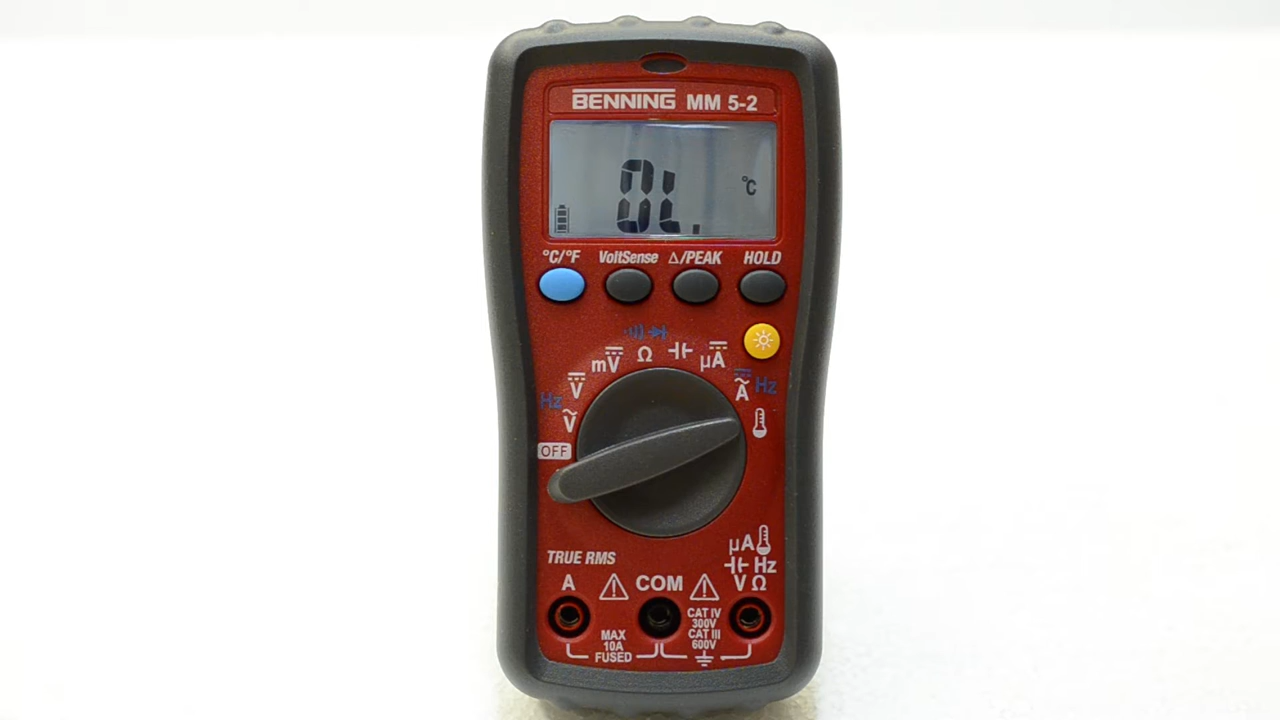 BENNING MM 5-2
0L.
°C
°C/°F VoltSense Δ/PEAK HOLD
mV Ω µA
Hz V A Hz
V
OFF
TRUE RMS
µA
Hz
A COM V Ω
MAX
10A
FUSED
CAT IV
300V
CAT III
600V